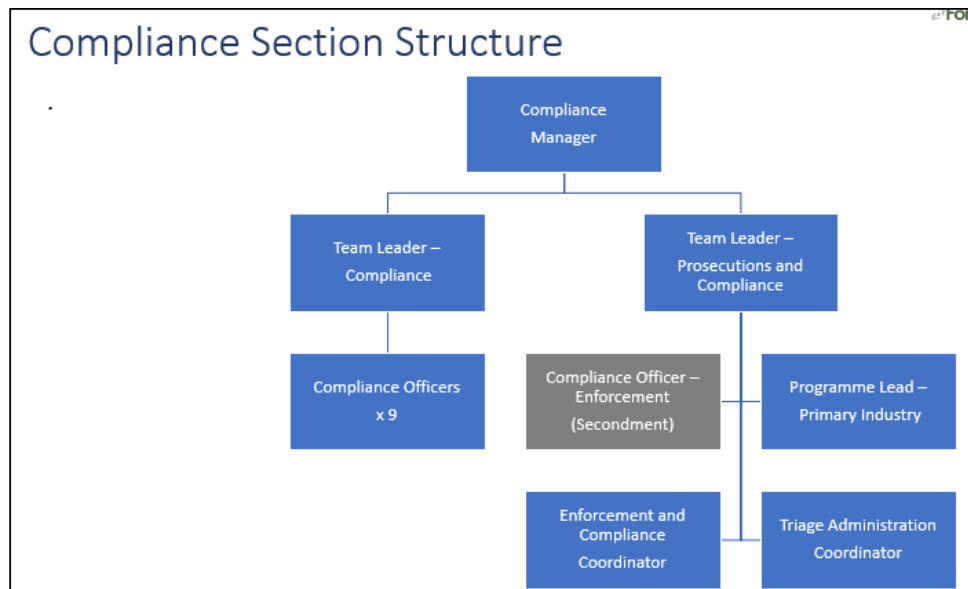 Compliance Section Structure
Compliance
Manager
Team Leader –
Compliance
Team Leader –
Prosecutions and
Compliance
Compliance Officers
x 9
Compliance Officer –
Enforcement
(Secondment)
Programme Lead –
Primary Industry
Enforcement and
Compliance
Coordinator
Triage Administration
Coordinator